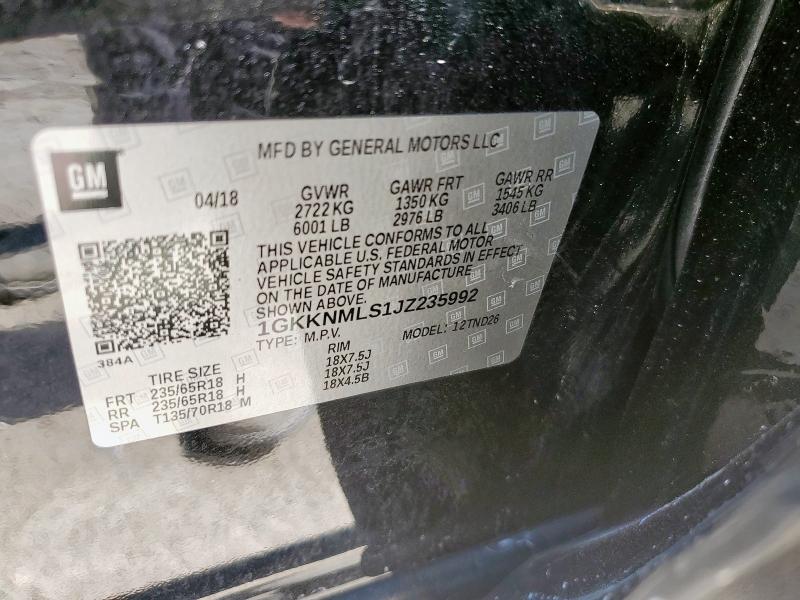 GM
MFD BY GENERAL MOTORS LLC
04/18
GVWR
2722 KG
6001 LB
GAWR FRT
1350 KG
2976 LB
GAWR RR
1545 KG
3406 LB
THIS VEHICLE CONFORMS TO ALL
APPLICABLE U.S. FEDERAL MOTOR
VEHICLE SAFETY STANDARDS IN EFFECT
ON THE DATE OF MANUFACTURE
SHOWN ABOVE.
1GKKNMLS1JZ235992
TYPE: M.P.V. MODEL: 12TND26
384A
TIRE SIZE RIM
FRT 235/65R18 H 18X7.5J
RR 235/65R18 H 18X7.5J
SPA T135/70R18 M 18X4.5B